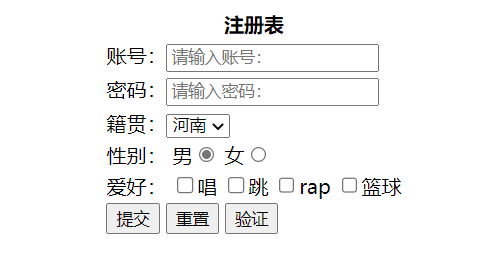 注册表
账号: 请输入账号:
密码: 请输入密码:
籍贯: 河南
性别: 男 女
爱好: 唱 跳 rap 篮球
提交 重置 验证